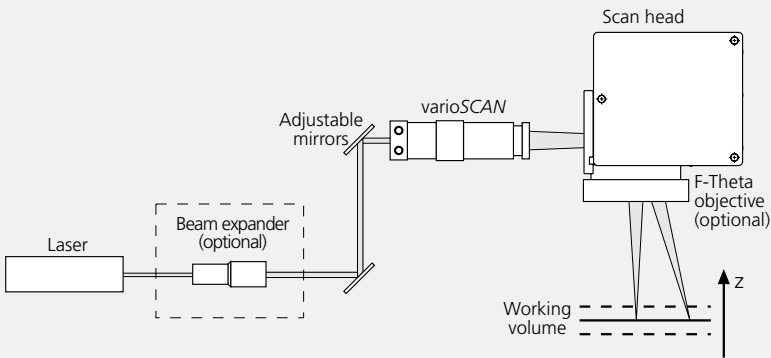 Scan head
varioSCAN
Adjustable
mirrors
F-Theta
objective
(optional)
Beam expander
(optional)
Laser
Working
volume
z